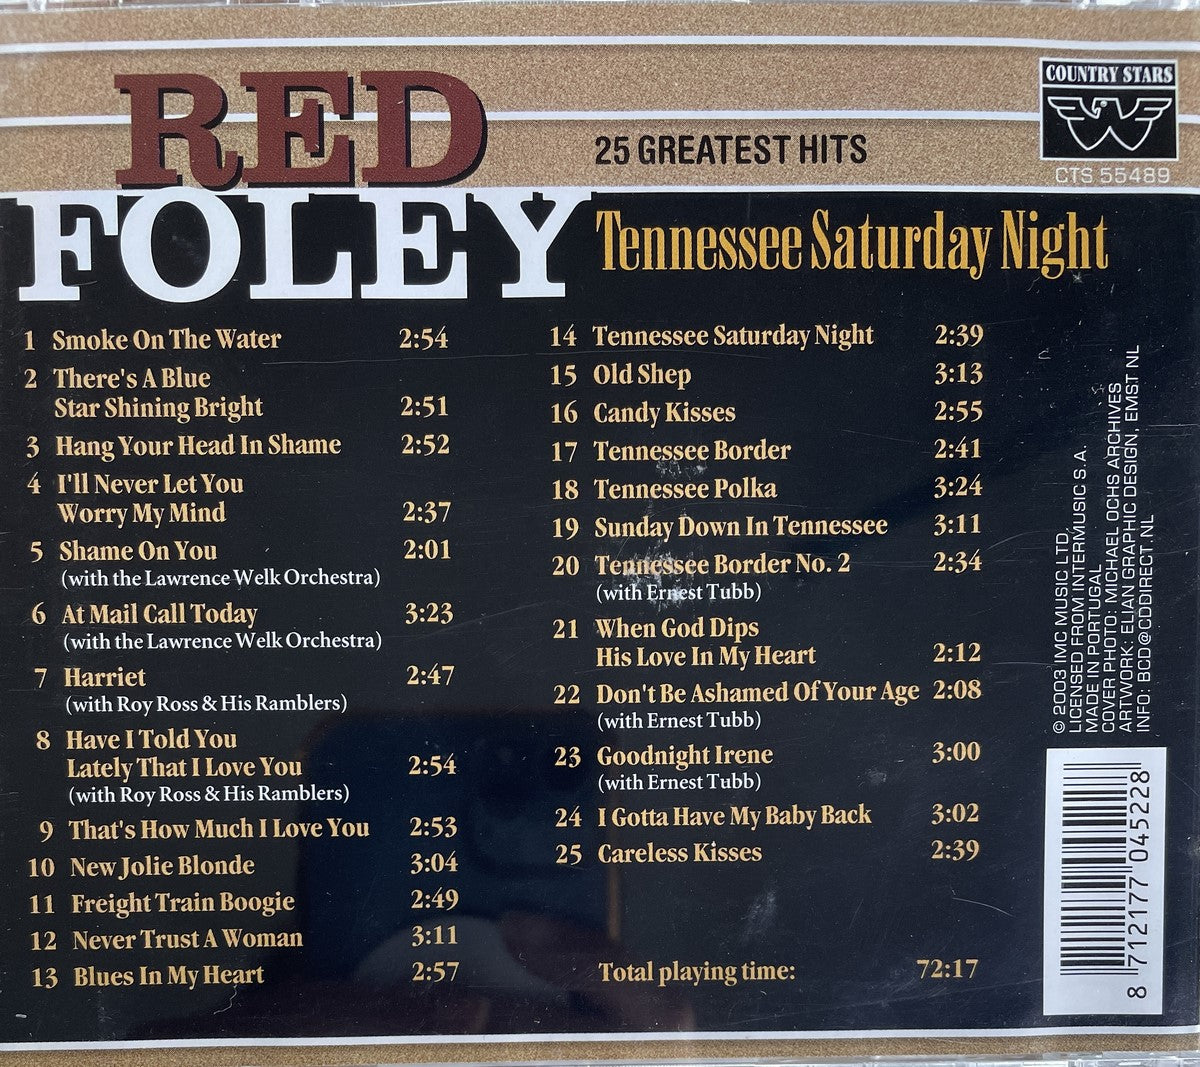 RED
FOLEY
25 GREATEST HITS
COUNTRY STARS
CTS 55489
Tennessee Saturday Night
1 Smoke On The Water 2:54
2 There's A Blue
Star Shining Bright 2:51
3 Hang Your Head In Shame 2:52
4 I'll Never Let You
Worry My Mind 2:37
5 Shame On You 2:01
(with the Lawrence Welk Orchestra)
6 At Mail Call Today 3:23
(with the Lawrence Welk Orchestra)
7 Harriet 2:47
(with Roy Ross & His Ramblers)
8 Have I Told You
Lately That I Love You 2:54
(with Roy Ross & His Ramblers)
9 That's How Much I Love You 2:53
10 New Jolie Blonde 3:04
11 Freight Train Boogie 2:49
12 Never Trust A Woman 3:11
13 Blues In My Heart 2:57
14 Tennessee Saturday Night 2:39
15 Old Shep 3:13
16 Candy Kisses 2:55
17 Tennessee Border 2:41
18 Tennessee Polka 3:24
19 Sunday Down In Tennessee 3:11
20 Tennessee Border No. 2 2:34
(with Ernest Tubb)
21 When God Dips
His Love In My Heart 2:12
22 Don't Be Ashamed Of Your Age 2:08
(with Ernest Tubb)
23 Goodnight Irene 3:00
(with Ernest Tubb)
24 I Gotta Have My Baby Back 3:02
25 Careless Kisses 2:39
Total playing time: 72:17
© 2003 IMC MUSIC LTD.
LICENSED FROM INTERMUSIC S.A.
MADE IN PORTUGAL
COVER PHOTO: MICHAEL OCHS ARCHIVES
ARTWORK: ELIAN GRAPHIC DESIGN, EMST NL
INFO: BCD@CDDIRECT.NL
8 712177 045228